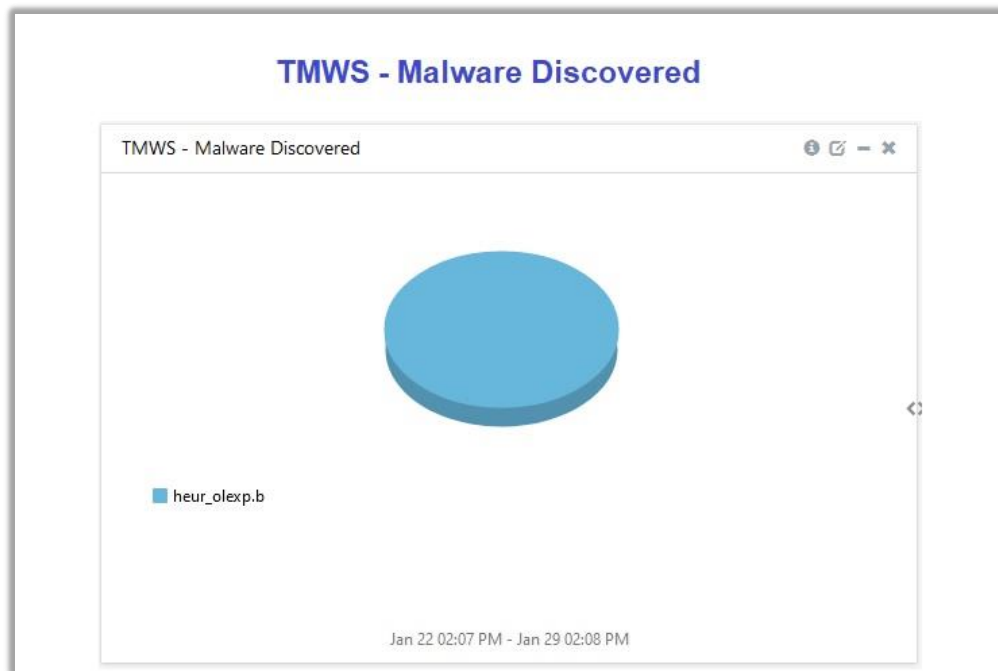 TMWS - Malware Discovered
TMWS - Malware Discovered
heur_olexp.b
Jan 22 02:07 PM - Jan 29 02:08 PM